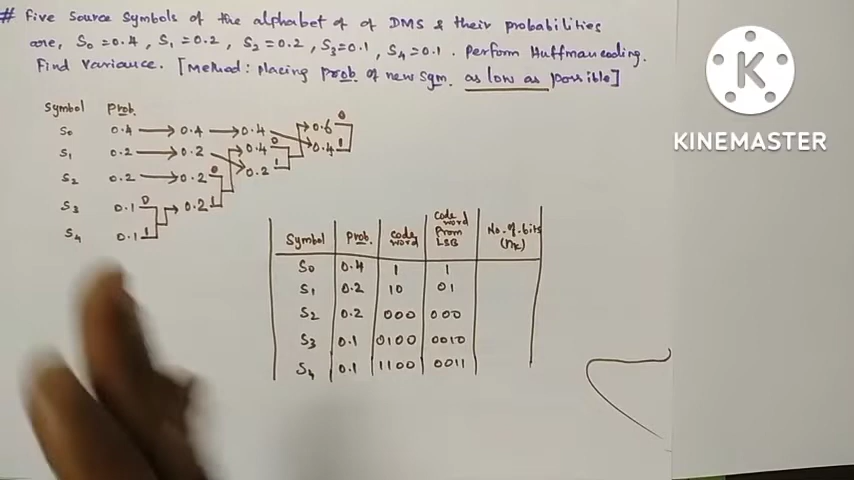 # Five Source Symbols of the alphabet of of DMS & their probabilities
are, S0 = 0.4, S1 = 0.2, S2 = 0.2, S3 = 0.1, S4 = 0.1. Perform Huffman coding.
Find Variance. [Method: Placing prob of new sym. as low as possible]
K
KINEMASTER
Symbol Prob.
S0 0.4 0.4 0.4 0.6 0
S1 0.2 0.2 0.4 0 0.4 1
S2 0.2 0.2 0 0.2 1
S3 0.1 0 0.2 1
S4 0.1 1
Symbol Prob. Code word Code word From LSB No. of bits (nk)
S0 0.4 1 1
S1 0.2 10 01
S2 0.2 000 000
S3 0.1 0100 0010
S4 0.1 1100 0011